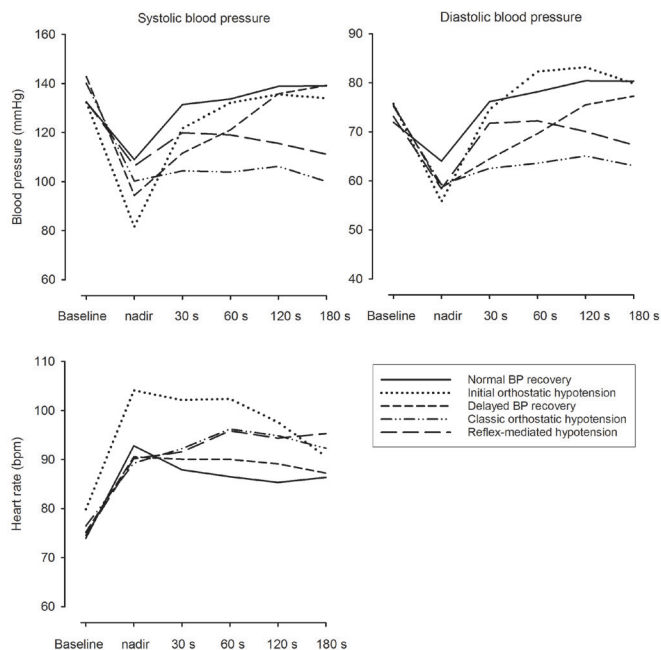 Systolic blood pressure
Diastolic blood pressure
Blood pressure (mmHg)
160
140
120
100
80
60
90
80
70
60
50
40
Baseline nadir 30 s 60 s 120 s 180 s
Baseline nadir 30 s 60 s 120 s 180 s
Heart rate (bpm)
110
100
90
80
70
60
Baseline nadir 30 s 60 s 120 s 180 s
Normal BP recovery
Initial orthostatic hypotension
Delayed BP recovery
Classic orthostatic hypotension
Reflex-mediated hypotension